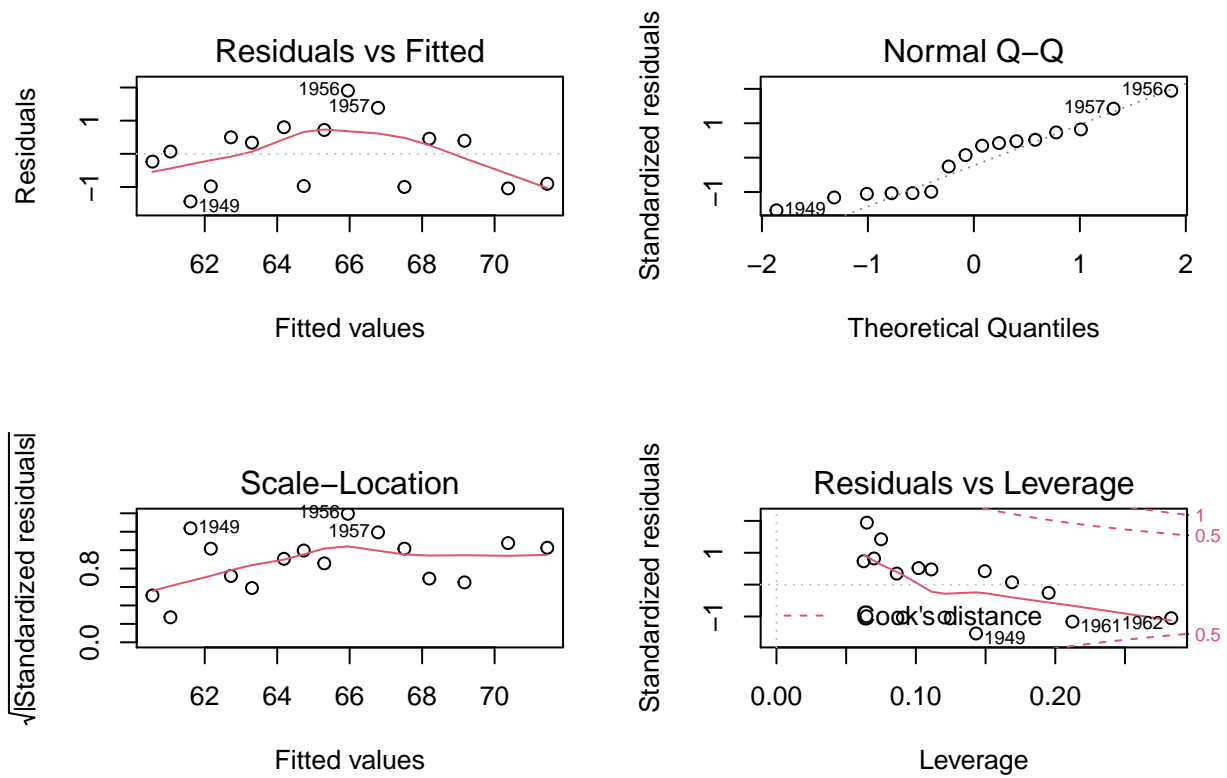 Residuals vs Fitted
Residuals
1
−1
1956
1957
1949
62 64 66 68 70
Fitted values
Normal Q−Q
Standardized residuals
1
−1
1949
1957
1956
−2 −1 0 1 2
Theoretical Quantiles
Scale−Location
√|Standardized residuals|
0.8
0.0
1956
1949
1957
62 64 66 68 70
Fitted values
Residuals vs Leverage
Standardized residuals
1
−1
1
0.5
Cook's distance
1961
1962
1949
0.5
0.00 0.10 0.20
Leverage